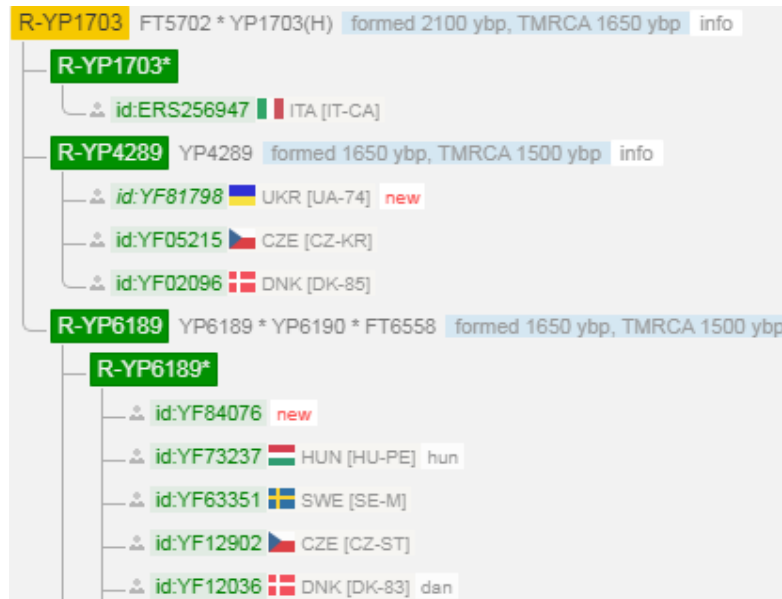 R-YP1703 FT5702 * YP1703(H) formed 2100 ybp, TMRCA 1650 ybp info
R-YP1703*
id:ERS256947 ITA [IT-CA]
R-YP4289 YP4289 formed 1650 ybp, TMRCA 1500 ybp info
id:YF81798 UKR [UA-74] new
id:YF05215 CZE [CZ-KR]
id:YF02096 DNK [DK-85]
R-YP6189 YP6189 * YP6190 * FT6558 formed 1650 ybp, TMRCA 1500 ybp
R-YP6189*
id:YF84076 new
id:YF73237 HUN [HU-PE] hun
id:YF63351 SWE [SE-M]
id:YF12902 CZE [CZ-ST]
id:YF12036 DNK [DK-83] dan